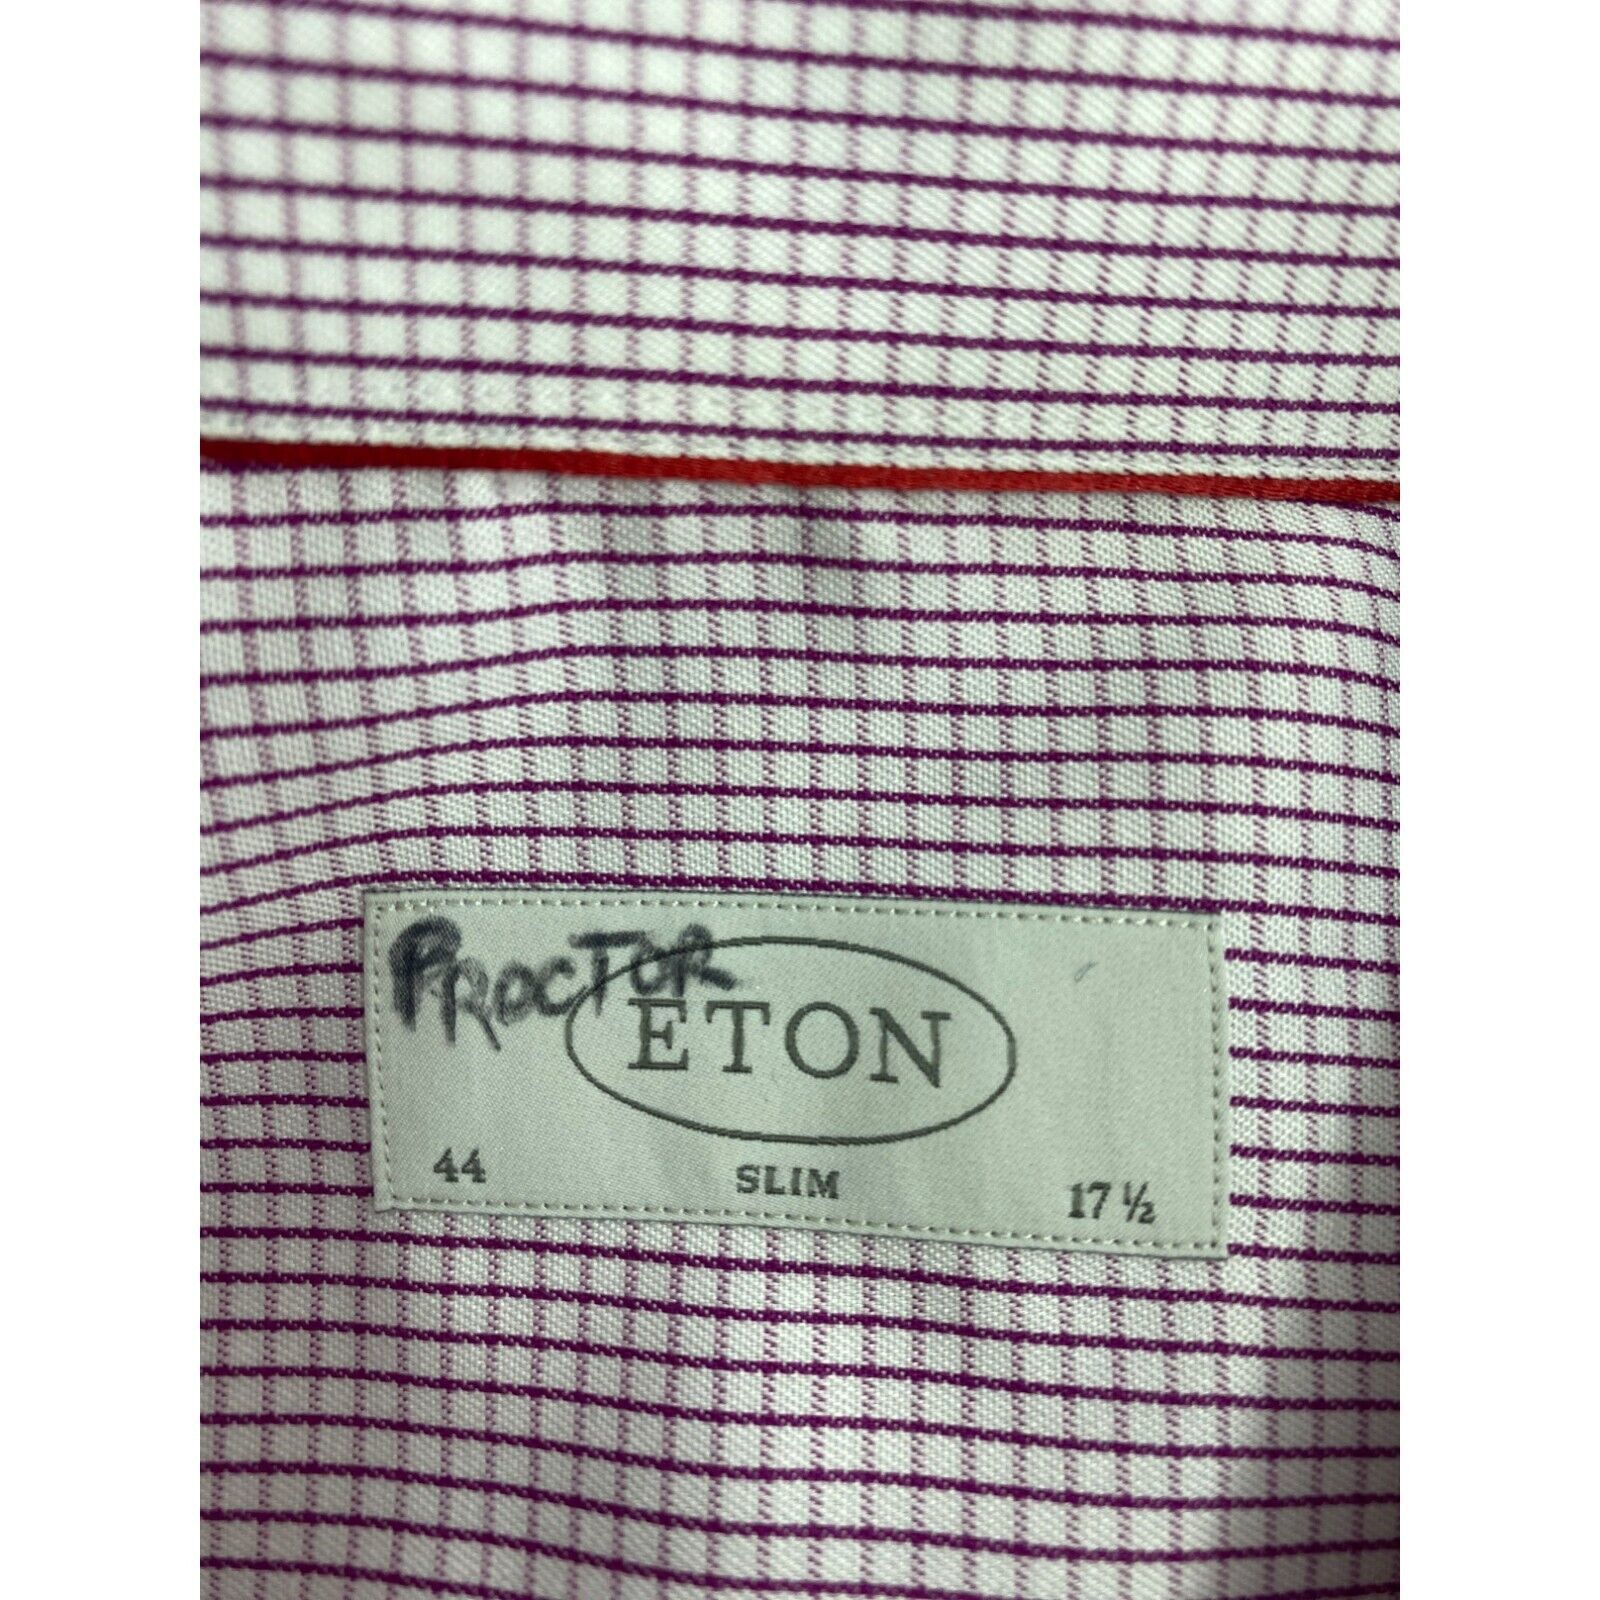 PROCTOR
ETON
44 SLIM 17 ½